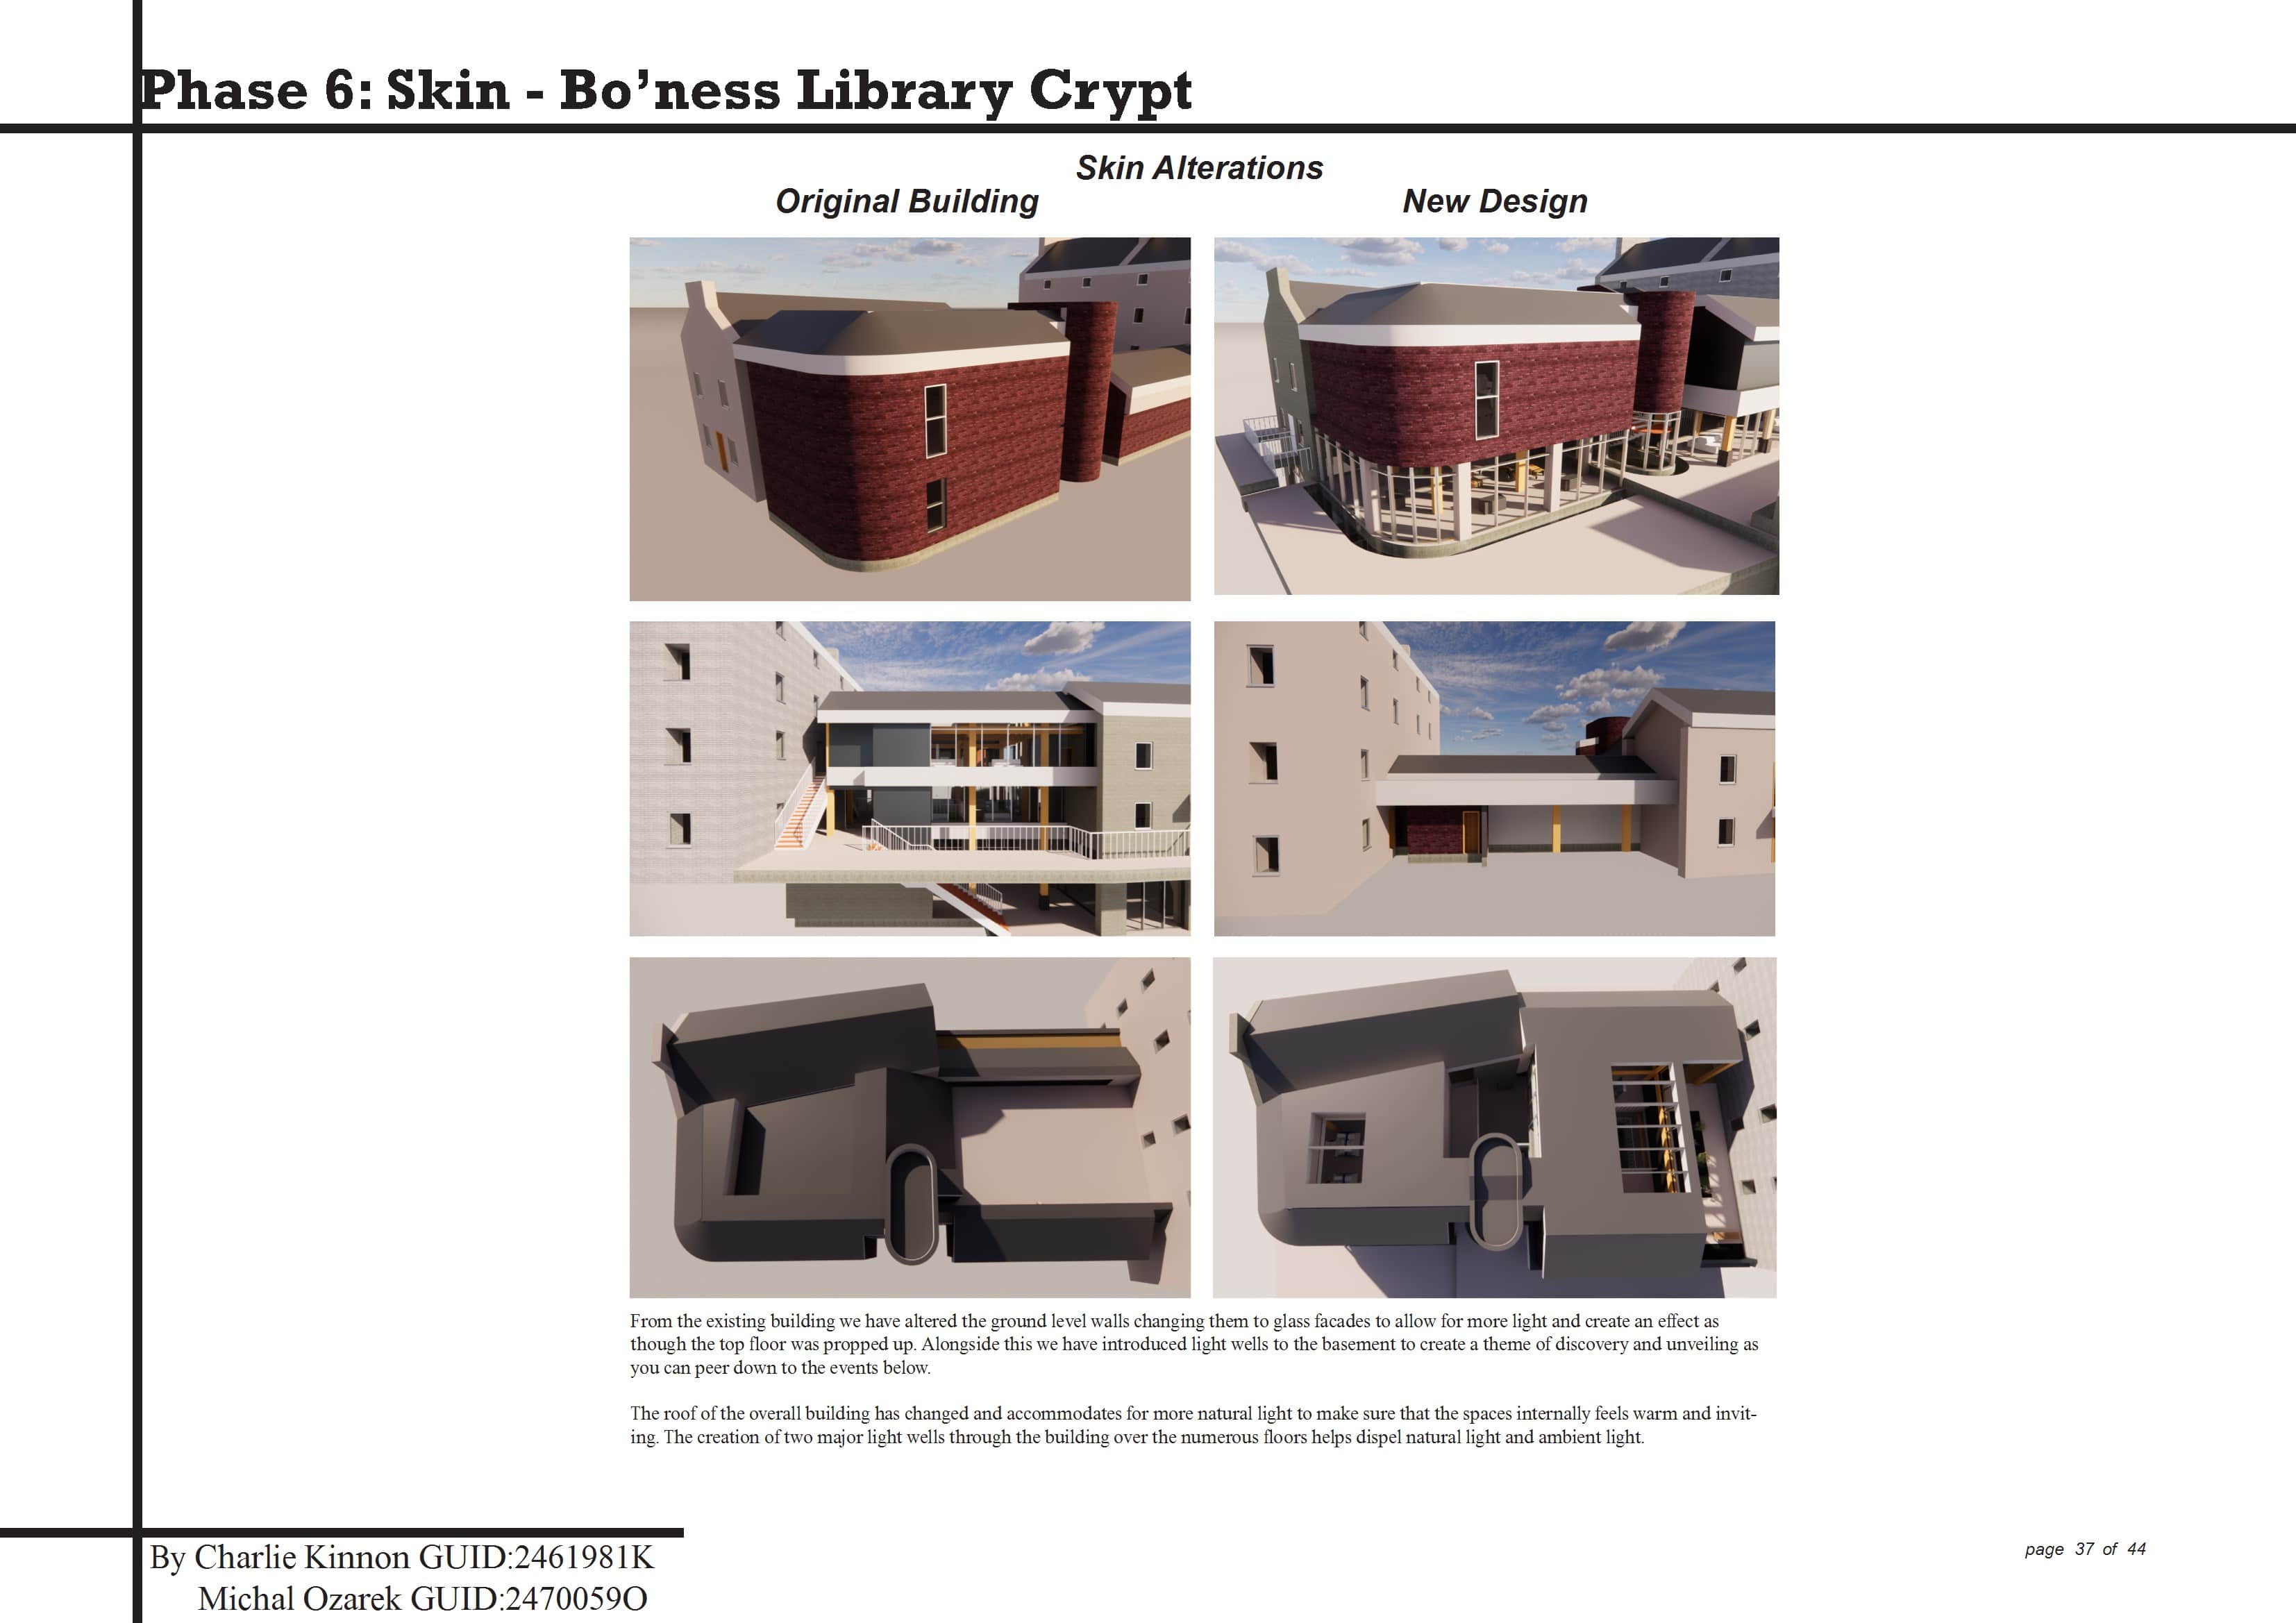 Phase 6: Skin - Bo’ness Library Crypt
Skin Alterations
Original Building
New Design
From the existing building we have altered the ground level walls changing them to glass facades to allow for more light and create an effect as
though the top floor was propped up. Alongside this we have introduced light wells to the basement to create a theme of discovery and unveiling as
you can peer down to the events below.
The roof of the overall building has changed and accommodates for more natural light to make sure that the spaces internally feels warm and invit-
ing. The creation of two major light wells through the building over the numerous floors helps dispel natural light and ambient light.
By Charlie Kinnon GUID:2461981K
Michal Ozarek GUID:2470059O
page 37 of 44